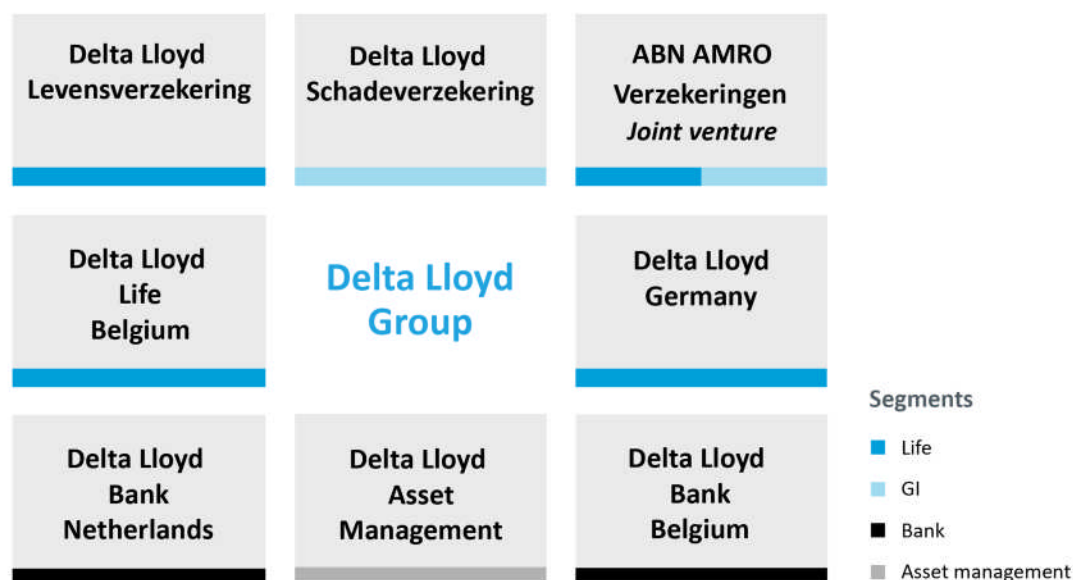 Delta Lloyd
Levensverzekering
Delta Lloyd
Schadeverzekering
ABN AMRO
Verzekeringen
Joint venture
Delta Lloyd
Life
Belgium
Delta Lloyd
Group
Delta Lloyd
Germany
Delta Lloyd
Bank
Netherlands
Delta Lloyd
Asset
Management
Delta Lloyd
Bank
Belgium
Segments
Life
GI
Bank
Asset management